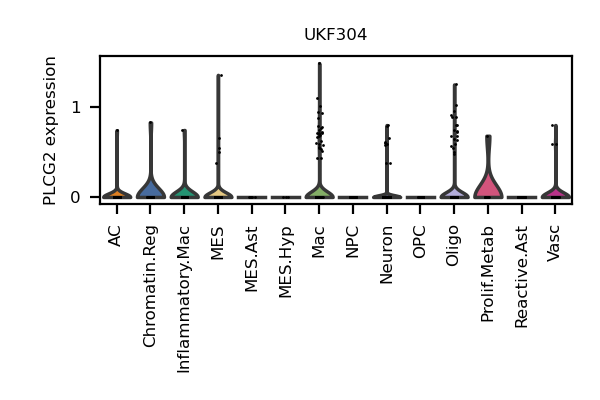 UKF304
PLCG2 expression
1
0
AC
Chromatin.Reg
Inflammatory.Mac
MES
MES.Ast
MES.Hyp
Mac
NPC
Neuron
OPC
Oligo
Prolif.Metab
Reactive.Ast
Vasc